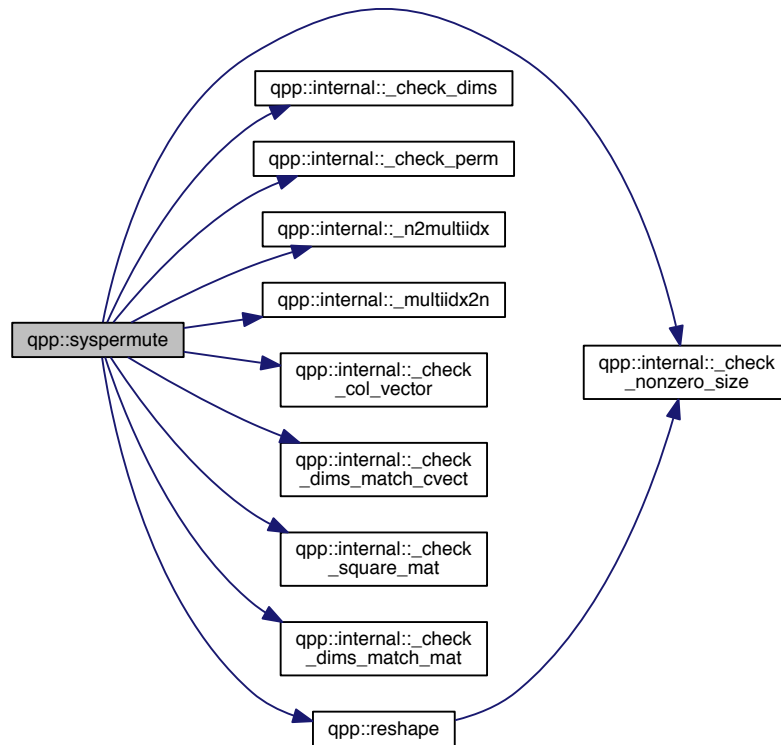 qpp::internal::_check_dims
qpp::internal::_check_perm
qpp::internal::_n2multiidx
qpp::internal::_multiidx2n
qpp::syspermute
qpp::internal::_check
_col_vector
qpp::internal::_check
_nonzero_size
qpp::internal::_check
_dims_match_cvect
qpp::internal::_check
_square_mat
qpp::internal::_check
_dims_match_mat
qpp::reshape